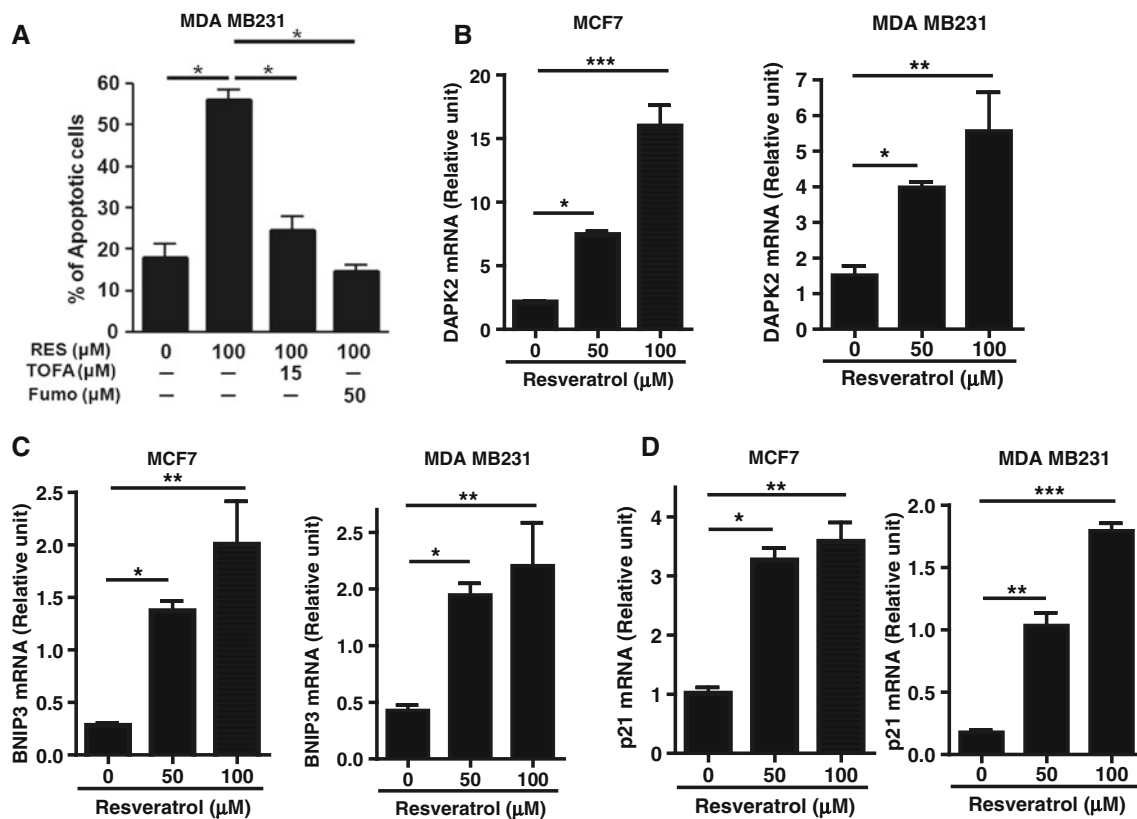 A
MDA MB231
*
*
*
% of Apoptotic cells
60
50
40
30
20
10
0
RES (µM) 0 100 100 100
TOFA (µM) – – 15 –
Fumo (µM) – – – 50
B
MCF7
***
*
DAPK2 mRNA (Relative unit)
20
15
10
5
0
0 50 100
Resveratrol (µM)
MDA MB231
**
*
DAPK2 mRNA (Relative unit)
7
6
5
4
3
2
1
0
0 50 100
Resveratrol (µM)
C
MCF7
**
*
BNIP3 mRNA (Relative unit)
2.5
2.0
1.5
1.0
0.5
0.0
0 50 100
Resveratrol (µM)
MDA MB231
**
*
BNIP3 mRNA (Relative unit)
2.5
2.0
1.0
0.5
0.0
0 50 100
Resveratrol (µM)
D
MCF7
**
*
p21 mRNA (Relative unit)
4
3
2
1
0
0 50 100
Resveratrol (µM)
MDA MB231
***
**
p21 mRNA (Relative unit)
2.0
1.5
1.0
0.5
0.0
0 50 100
Resveratrol (µM)